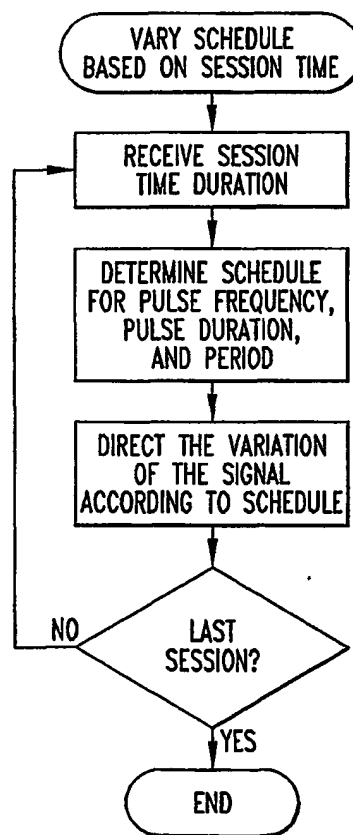 VARY SCHEDULE
BASED ON SESSION TIME
RECEIVE SESSION
TIME DURATION
DETERMINE SCHEDULE
FOR PULSE FREQUENCY,
PULSE DURATION,
AND PERIOD
DIRECT THE VARIATION
OF THE SIGNAL
ACCORDING TO SCHEDULE
NO
LAST
SESSION?
YES
END